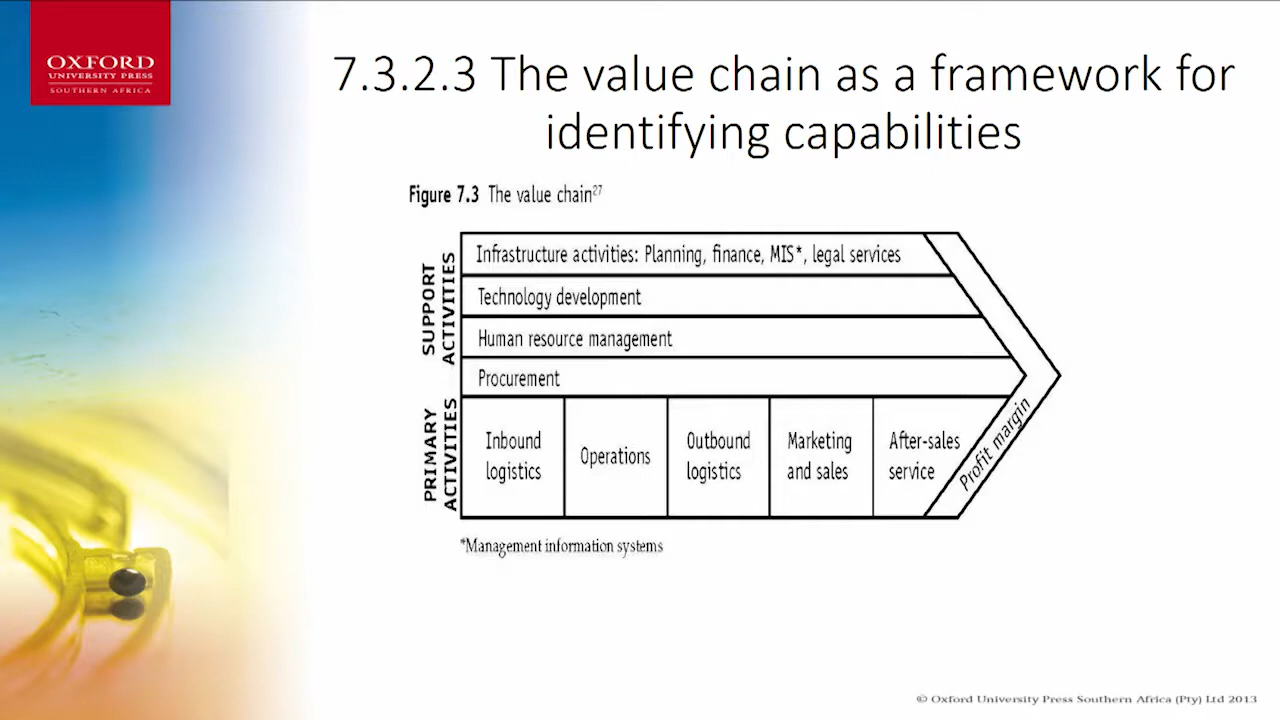 OXFORD
UNIVERSITY PRESS
SOUTHERN AFRICA
7.3.2.3 The value chain as a framework for
identifying capabilities
Figure 7.3 The value chain27
SUPPORT
ACTIVITIES
Infrastructure activities: Planning, finance, MIS*, legal services
Technology development
Human resource management
Procurement
PRIMARY
ACTIVITIES
Inbound
logistics
Operations
Outbound
logistics
Marketing
and sales
After-sales
service
Profit margin
*Management information systems
© Oxford University Press Southern Africa (Pty) Ltd 2013